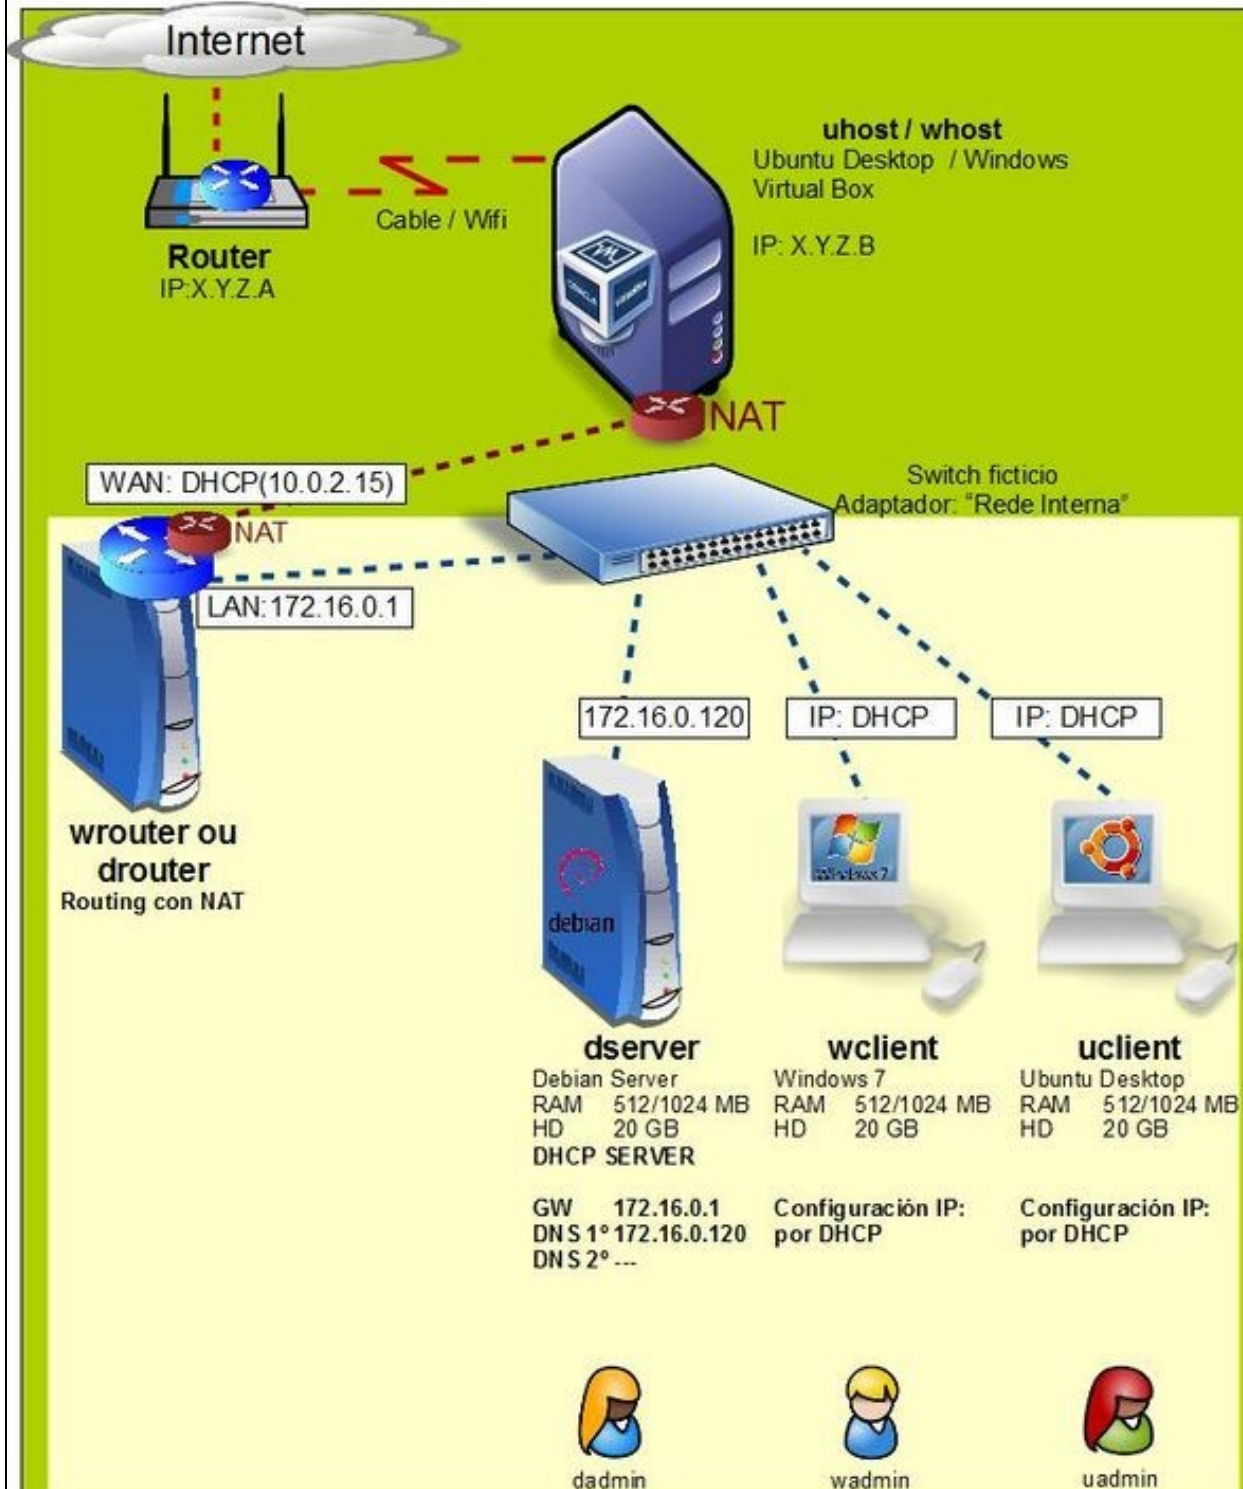 Internet
Cable / Wifi
Router
IP:X.Y.Z.A
uhost / whost
Ubuntu Desktop / Windows
Virtual Box
IP: X.Y.Z.B
NAT
WAN: DHCP(10.0.2.15)
NAT
LAN:172.16.0.1
Switch ficticio
Adaptador: "Rede Interna"
172.16.0.120
IP: DHCP
IP: DHCP
wrouter ou
drouter
Routing con NAT
debian
Windows 7
dserver
Debian Server
RAM 512/1024 MB
HD 20 GB
DHCP SERVER
GW 172.16.0.1
DNS 1º 172.16.0.120
DNS 2º ---
wclient
Windows 7
RAM 512/1024 MB
HD 20 GB
Configuración IP:
por DHCP
uclient
Ubuntu Desktop
RAM 512/1024 MB
HD 20 GB
Configuración IP:
por DHCP
dadmin
wadmin
uadmin